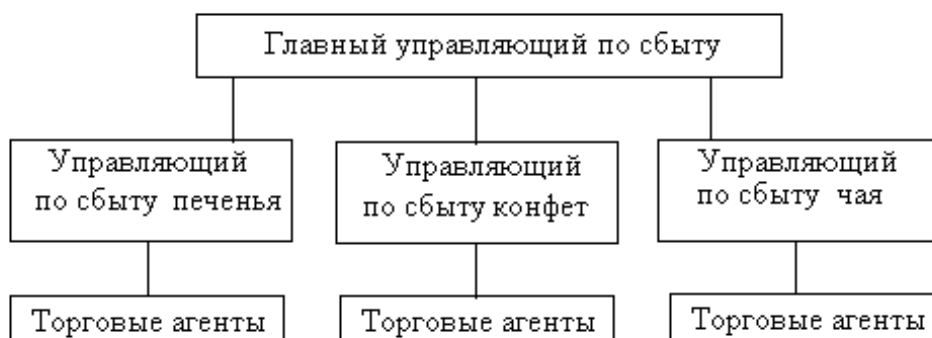 Главный управляющий по сбыту
Управляющий
по сбыту печенья
Управляющий
по сбыту конфет
Управляющий
по сбыту чая
Торговые агенты
Торговые агенты
Торговые агенты